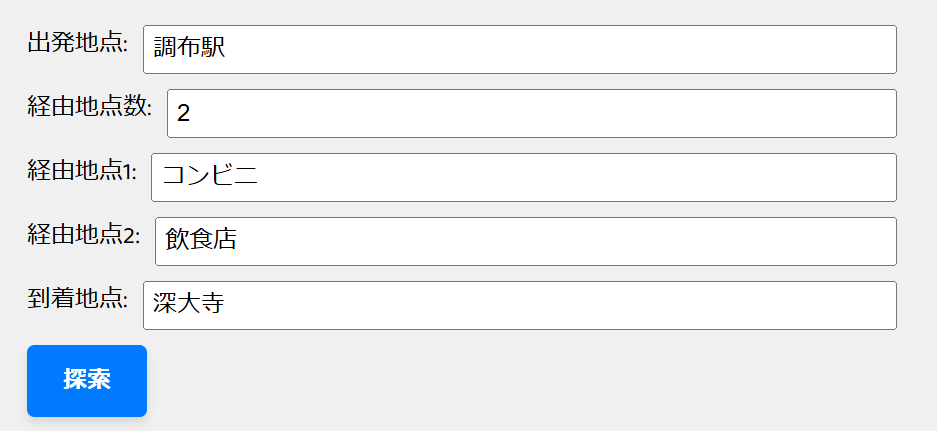 出発地点: 調布駅
経由地点数: 2
経由地点1: コンビニ
経由地点2: 飲食店
到着地点: 深大寺
探索